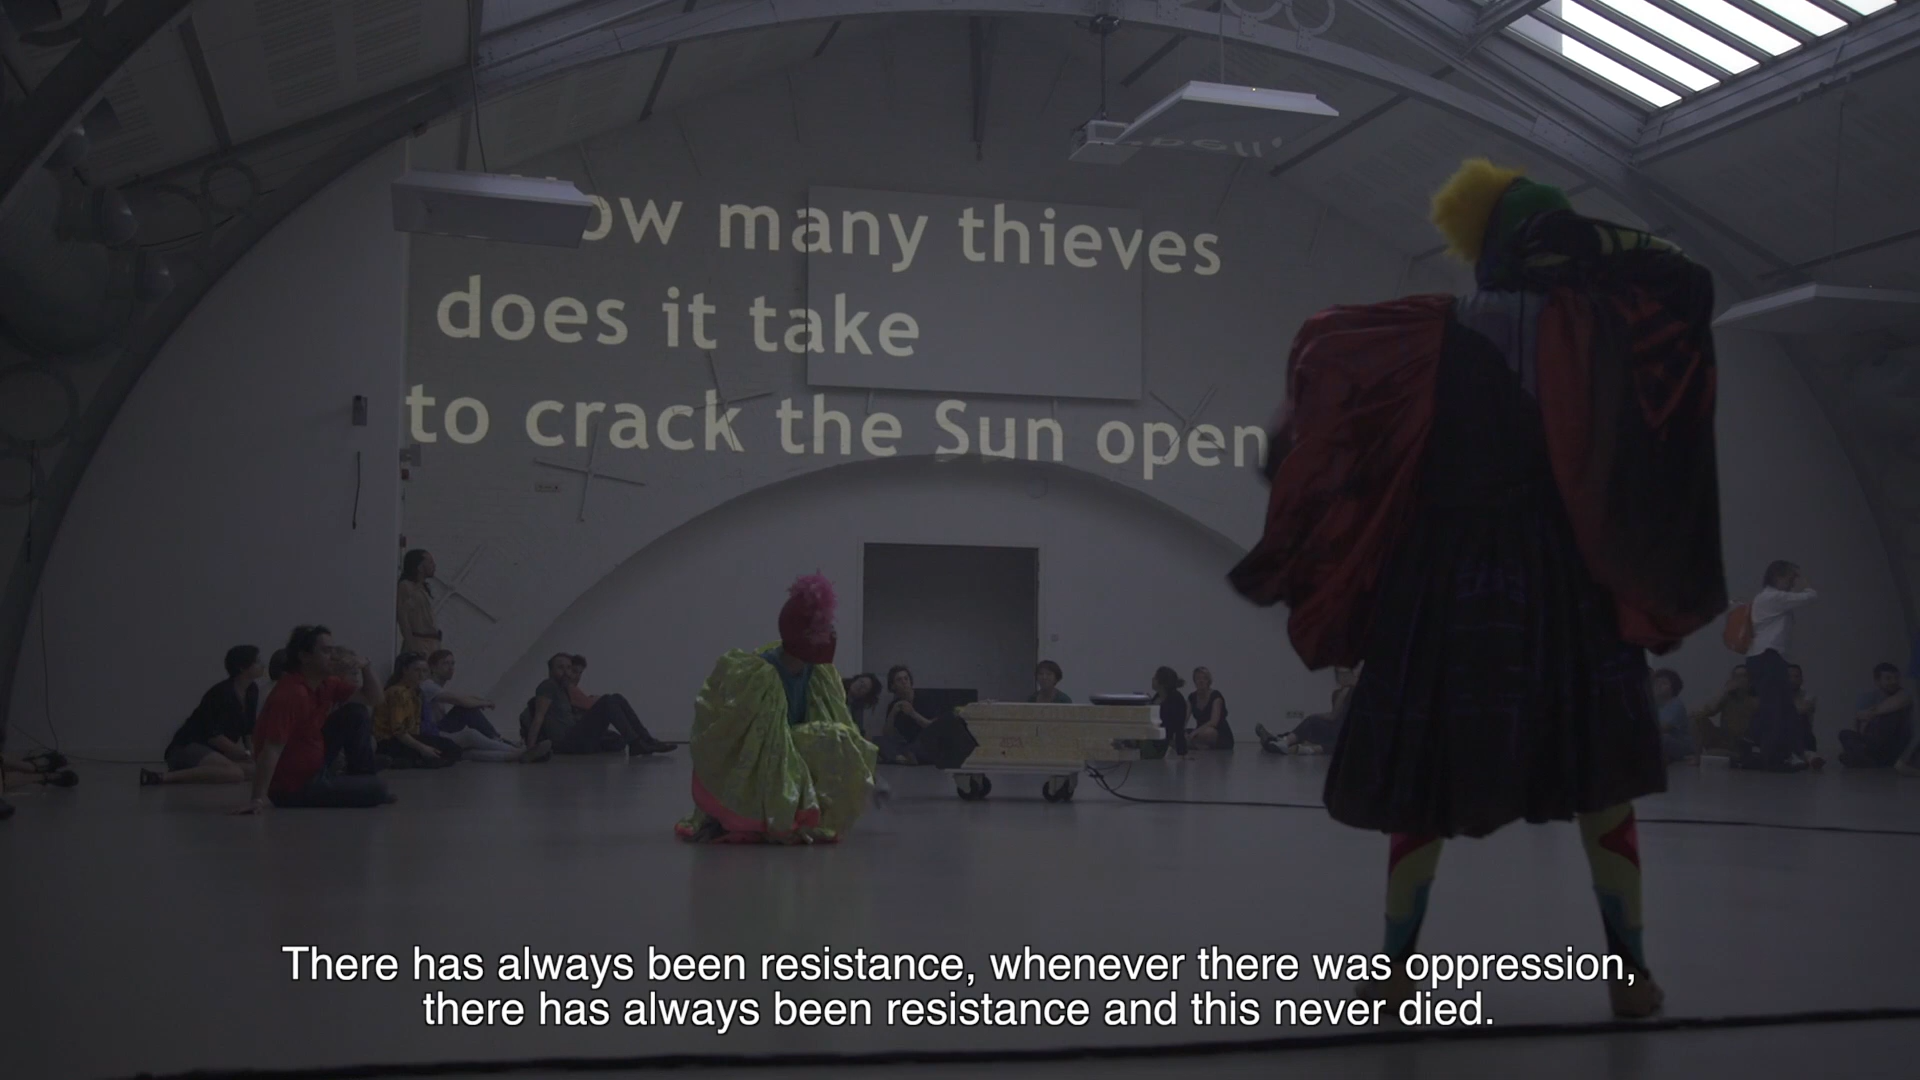 ow many thieves
does it take
to crack the Sun open
There has always been resistance, whenever there was oppression,
there has always been resistance and this never died.